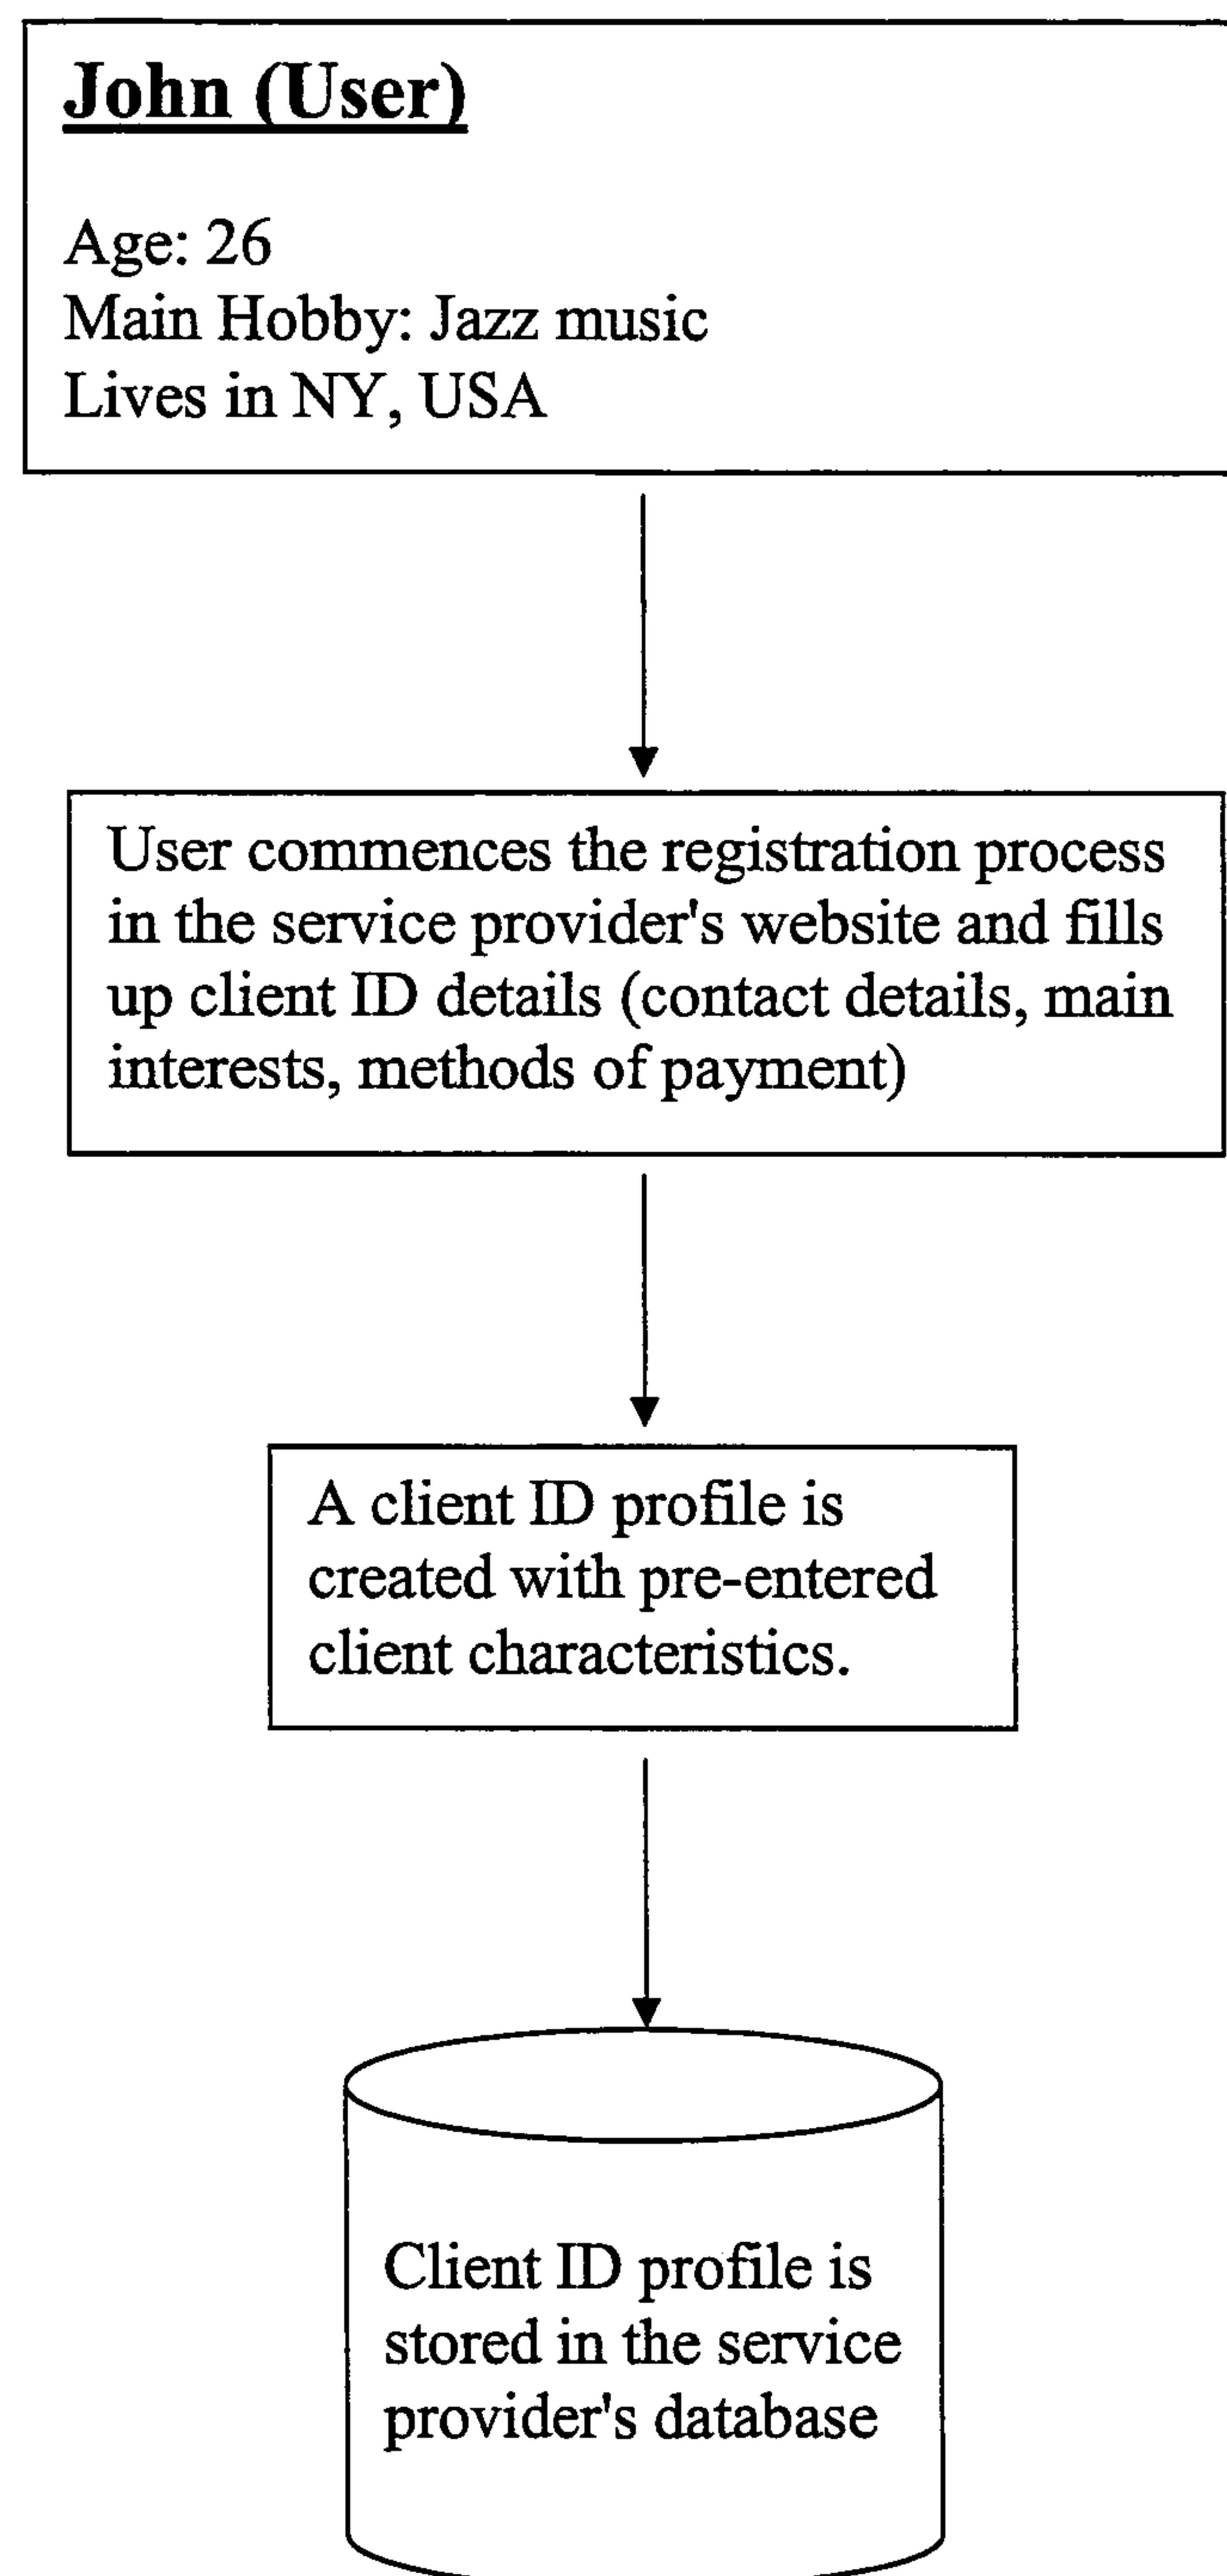 John (User)
Age: 26
Main Hobby: Jazz music
Lives in NY, USA
User commences the registration process
in the service provider's website and fills
up client ID details (contact details, main
interests, methods of payment)
A client ID profile is
created with pre-entered
client characteristics.
Client ID profile is
stored in the service
provider's database